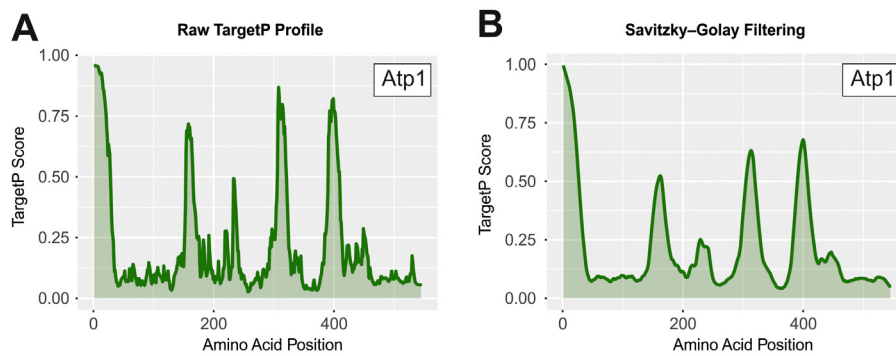 A
Raw TargetP Profile
Atp1
1.00
0.75
0.50
0.25
0.00
TargetP Score
0
200
400
Amino Acid Position
B
Savitzky–Golay Filtering
Atp1
1.00
0.75
0.50
0.25
0.00
TargetP Score
0
200
400
Amino Acid Position